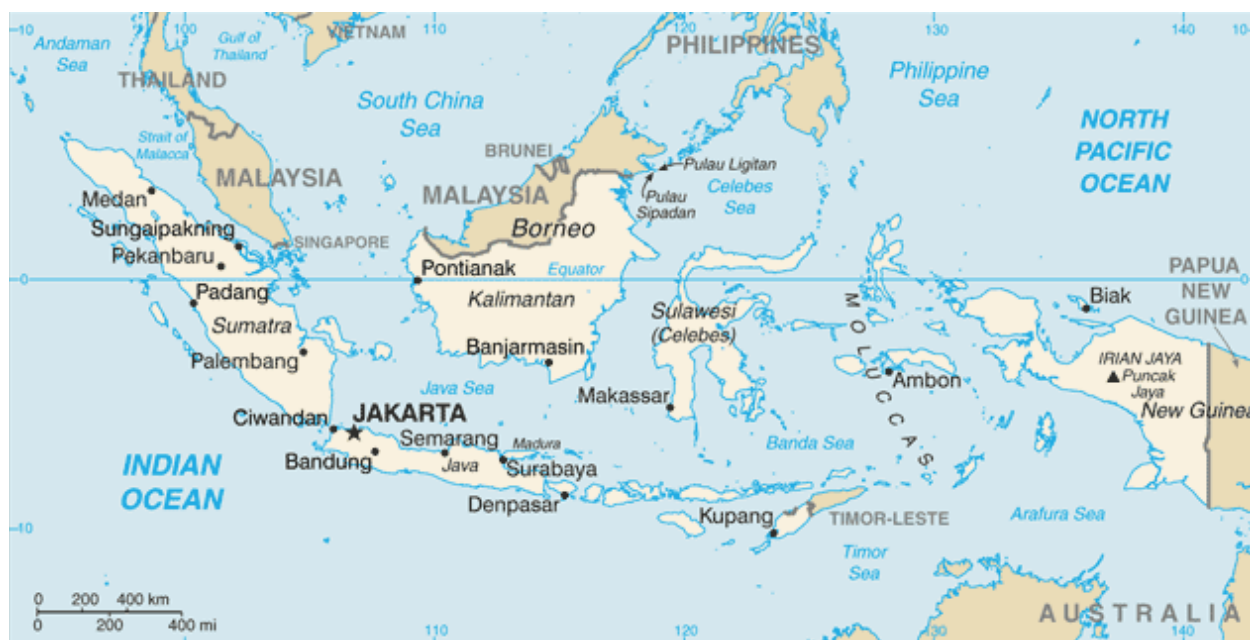 10
100
110
120
130
140
10
Andaman
Sea
Gulf of
Thailand
VIETNAM
PHILIPPINES
THAILAND
South China
Sea
Philippine
Sea
NORTH
PACIFIC
OCEAN
Strait of
Malacca
BRUNEI
Pulau Ligitan
MALAYSIA
MALAYSIA
Celebes
Sea
Pulau
Sipadan
Medan
Borneo
Sungaipakning
SINGAPORE
Pekanbaru
Pontianak
Equator
PAPUA
NEW
GUINEA
0
0
Padang
Kalimantan
Sulawesi
(Celebes)
MOLUCCAS
Biak
Sumatra
Palembang
Banjarmasin
IRIAN JAYA
Puncak
Jaya
Ambon
Java Sea
Makassar
New Guinea
Ciwandan
JAKARTA
Semarang
Madura
Banda Sea
Bandung
Java
Surabaya
INDIAN
OCEAN
Denpasar
Kupang
TIMOR-LESTE
Arafura Sea
10
10
Timor
Sea
0 200 400 km
0 200 400 mi
AUSTRALIA
100
110
120
130
140